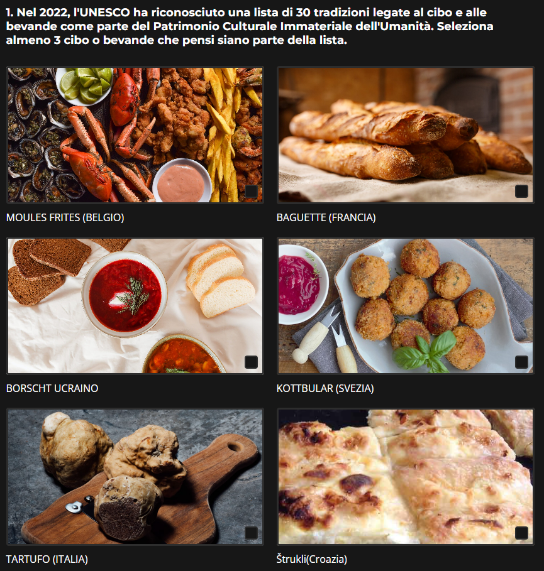 1. Nel 2022, l'UNESCO ha riconosciuto una lista di 30 tradizioni legate al cibo e alle
bevande come parte del Patrimonio Culturale Immateriale dell'Umanità. Seleziona
almeno 3 cibo o bevande che pensi siano parte della lista.
MOULES FRITES (BELGIO)
BAGUETTE (FRANCIA)
BORSCHT UCRAINO
KOTTBULAR (SVEZIA)
TARTUFO (ITALIA)
Štrukli(Croazia)